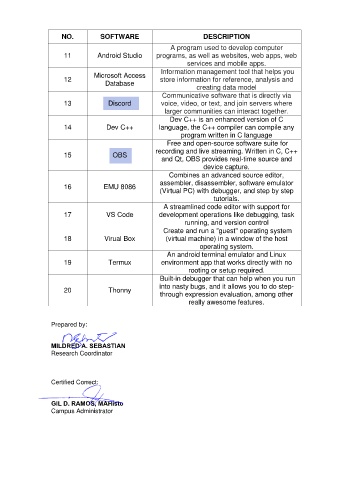 NO. SOFTWARE DESCRIPTION
11 Android Studio A program used to develop computer
programs, as well as websites, web apps, web
services and mobile apps.
12 Microsoft Access
Database
Information management tool that helps you
store information for reference, analysis and
creating data model
13 Discord Communicative software that is directly via
voice, video, or text, and join servers where
larger communities can interact together.
14 Dev C++ Dev C++ is an enhanced version of C
language, the C++ compiler can compile any
program written in C language
15 OBS Free and open-source software suite for
recording and live streaming. Written in C, C++
and Qt, OBS provides real-time source and
device capture.
16 EMU 8086 Combines an advanced source editor,
assembler, disassembler, software emulator
(Virtual PC) with debugger, and step by step
tutorials.
17 VS Code A streamlined code editor with support for
development operations like debugging, task
running, and version control
18 Virual Box Create and run a "guest" operating system
(virtual machine) in a window of the host
operating system.
19 Termux An android terminal emulator and Linux
environment app that works directly with no
rooting or setup required.
20 Thonny Built-in debugger that can help when you run
into nasty bugs, and it allows you to do step-
through expression evaluation, among other
really awesome features.
Prepared by:
MILDRED A. SEBASTIAN
Research Coordinator
Certified Correct:
GIL D. RAMOS, MARisto
Campus Administrator